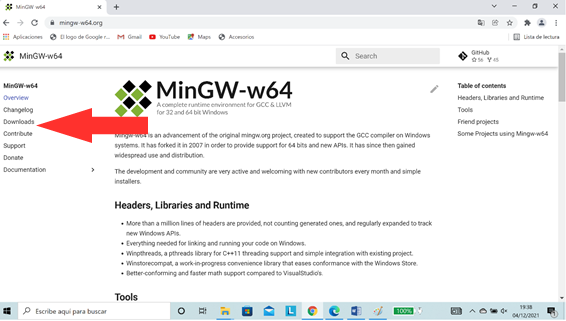 MinGW-w64
mingw-w64.org
Aplicaciones
El logo de Google r...
Gmail
YouTube
Maps
Accesorios
Lista de lectura
MinGW-w64
Search
GitHub
56 49
MinGW-w64
Overview
Changelog
Downloads
Contribute
Support
Donate
Documentation
MinGW-w64
A complete runtime environment for GCC & LLVM
for 32 and 64 bit Windows
Mingw-w64 is an advancement of the original mingw.org project, created to support the GCC compiler on Windows
systems. It has forked it in 2007 in order to provide support for 64 bits and new APIs. It has since then gained
widespread use and distribution.
The development and community are very active and welcoming with new contributors every month and simple
installers.
Headers, Libraries and Runtime
• More than a million lines of headers are provided, not counting generated ones, and regularly expanded to track
new Windows APIs.
• Everything needed for linking and running your code on Windows.
• Winpthreads, a pthreads library for C++11 threading support and simple integration with existing project.
• Winstorecompat, a work-in-progress convenience library that eases conformance with the Windows Store.
• Better-conforming and faster math support compared to VisualStudio's.
Tools
Table of contents
Headers, Libraries and Runtime
Tools
Friend projects
Some Projects using Mingw-w64
Escribe aquí para buscar
100%
19:38
04/12/2021